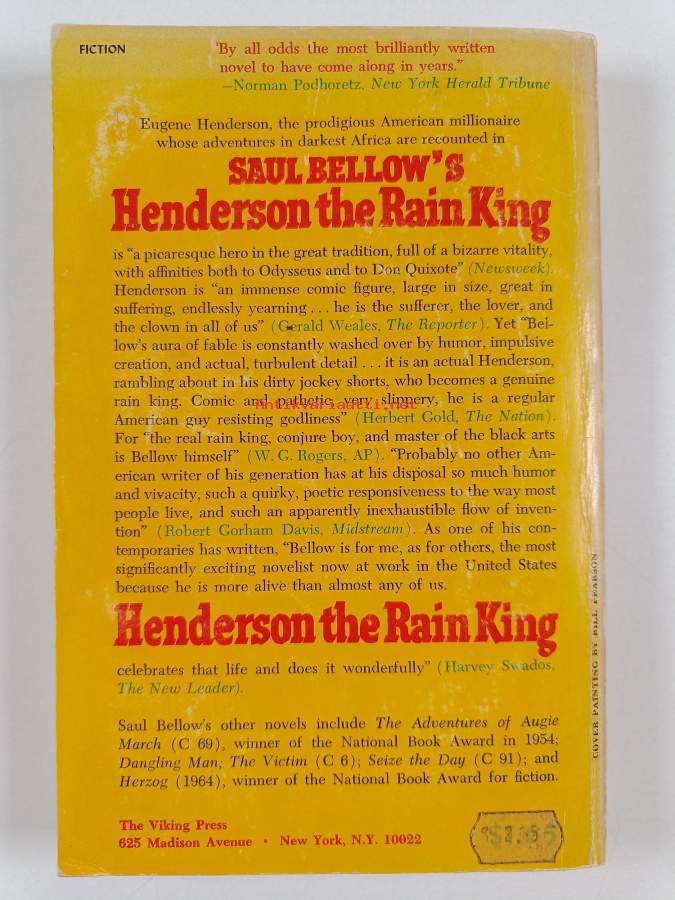 FICTION
"By all odds the most brilliantly written
novel to have come along in years."
—Norman Podhoretz, New York Herald Tribune
Eugene Henderson, the prodigious American millionaire
whose adventures in darkest Africa are recounted in
SAUL BELLOW'S
Henderson the Rain King
is "a picaresque hero in the great tradition, full of a bizarre vitality,
with affinities both to Odysseus and to Don Quixote" (Newsweek).
Henderson is "an immense comic figure, large in size, great in
suffering, endlessly yearning . . . he is the sufferer, the lover, and
the clown in all of us" (Gerald Weales, The Reporter). Yet "Bel-
low's aura of fable is constantly washed over by humor, impulsive
creation, and actual, turbulent detail . . . it is an actual Henderson,
rambling about in his dirty jockey shorts, who becomes a genuine
rain king. Comic and pathetic, very slippery, he is a regular
Antikvariaatti.net
American guy resisting godliness" (Herbert Gold, The Nation).
For "the real rain king, conjure boy, and master of the black arts
is Bellow himself" (W. G. Rogers, AP). "Probably no other Am-
erican writer of his generation has at his disposal so much humor
and vivacity, such a quirky, poetic responsiveness to the way most
people live, and such an apparently inexhaustible flow of inven-
tion" (Robert Gorham Davis, Midstream). As one of his con-
temporaries has written, "Bellow is for me, as for others, the most
significantly exciting novelist now at work in the United States
because he is more alive than almost any of us.
Henderson the Rain King
celebrates that life and does it wonderfully" (Harvey Swados,
The New Leader).
Saul Bellow's other novels include The Adventures of Augie
March (C 69), winner of the National Book Award in 1954;
Dangling Man; The Victim (C 6); Seize the Day (C 91); and
Herzog (1964), winner of the National Book Award for fiction.
The Viking Press
625 Madison Avenue • New York, N.Y. 10022
COVER PAINTING BY BILL PEARSON